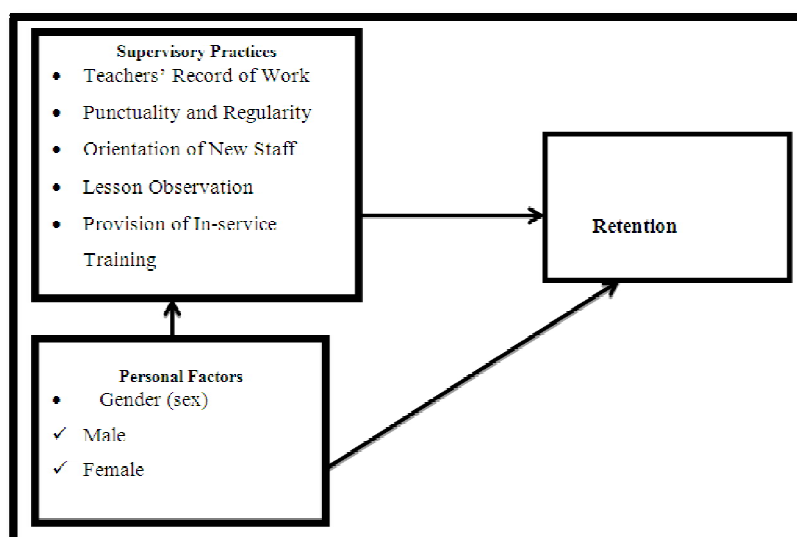 Supervisory Practices
• Teachers' Record of Work
• Punctuality and Regularity
• Orientation of New Staff
• Lesson Observation
• Provision of In-service
Training
Retention
Personal Factors
• Gender (sex)
✓ Male
✓ Female